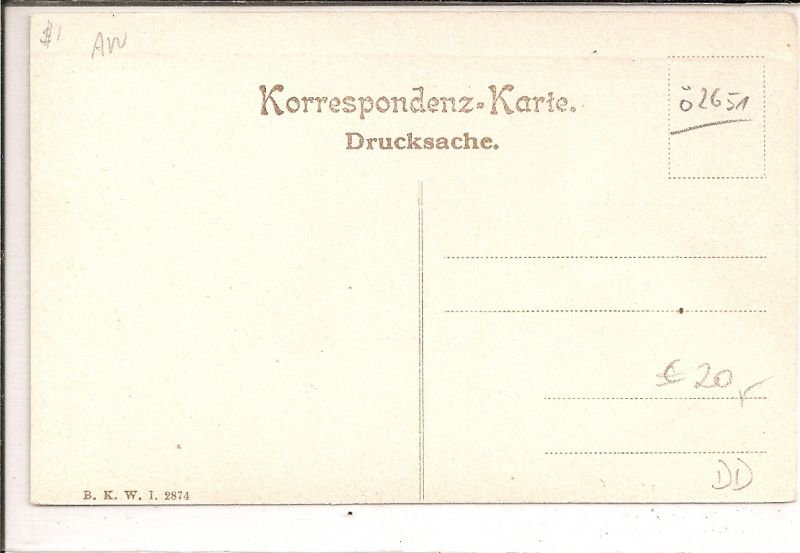 $1
AW
Korrespondenz-Karte.
Drucksache.
ö2651
€ 20,-
DD
B. K. W. I. 2874